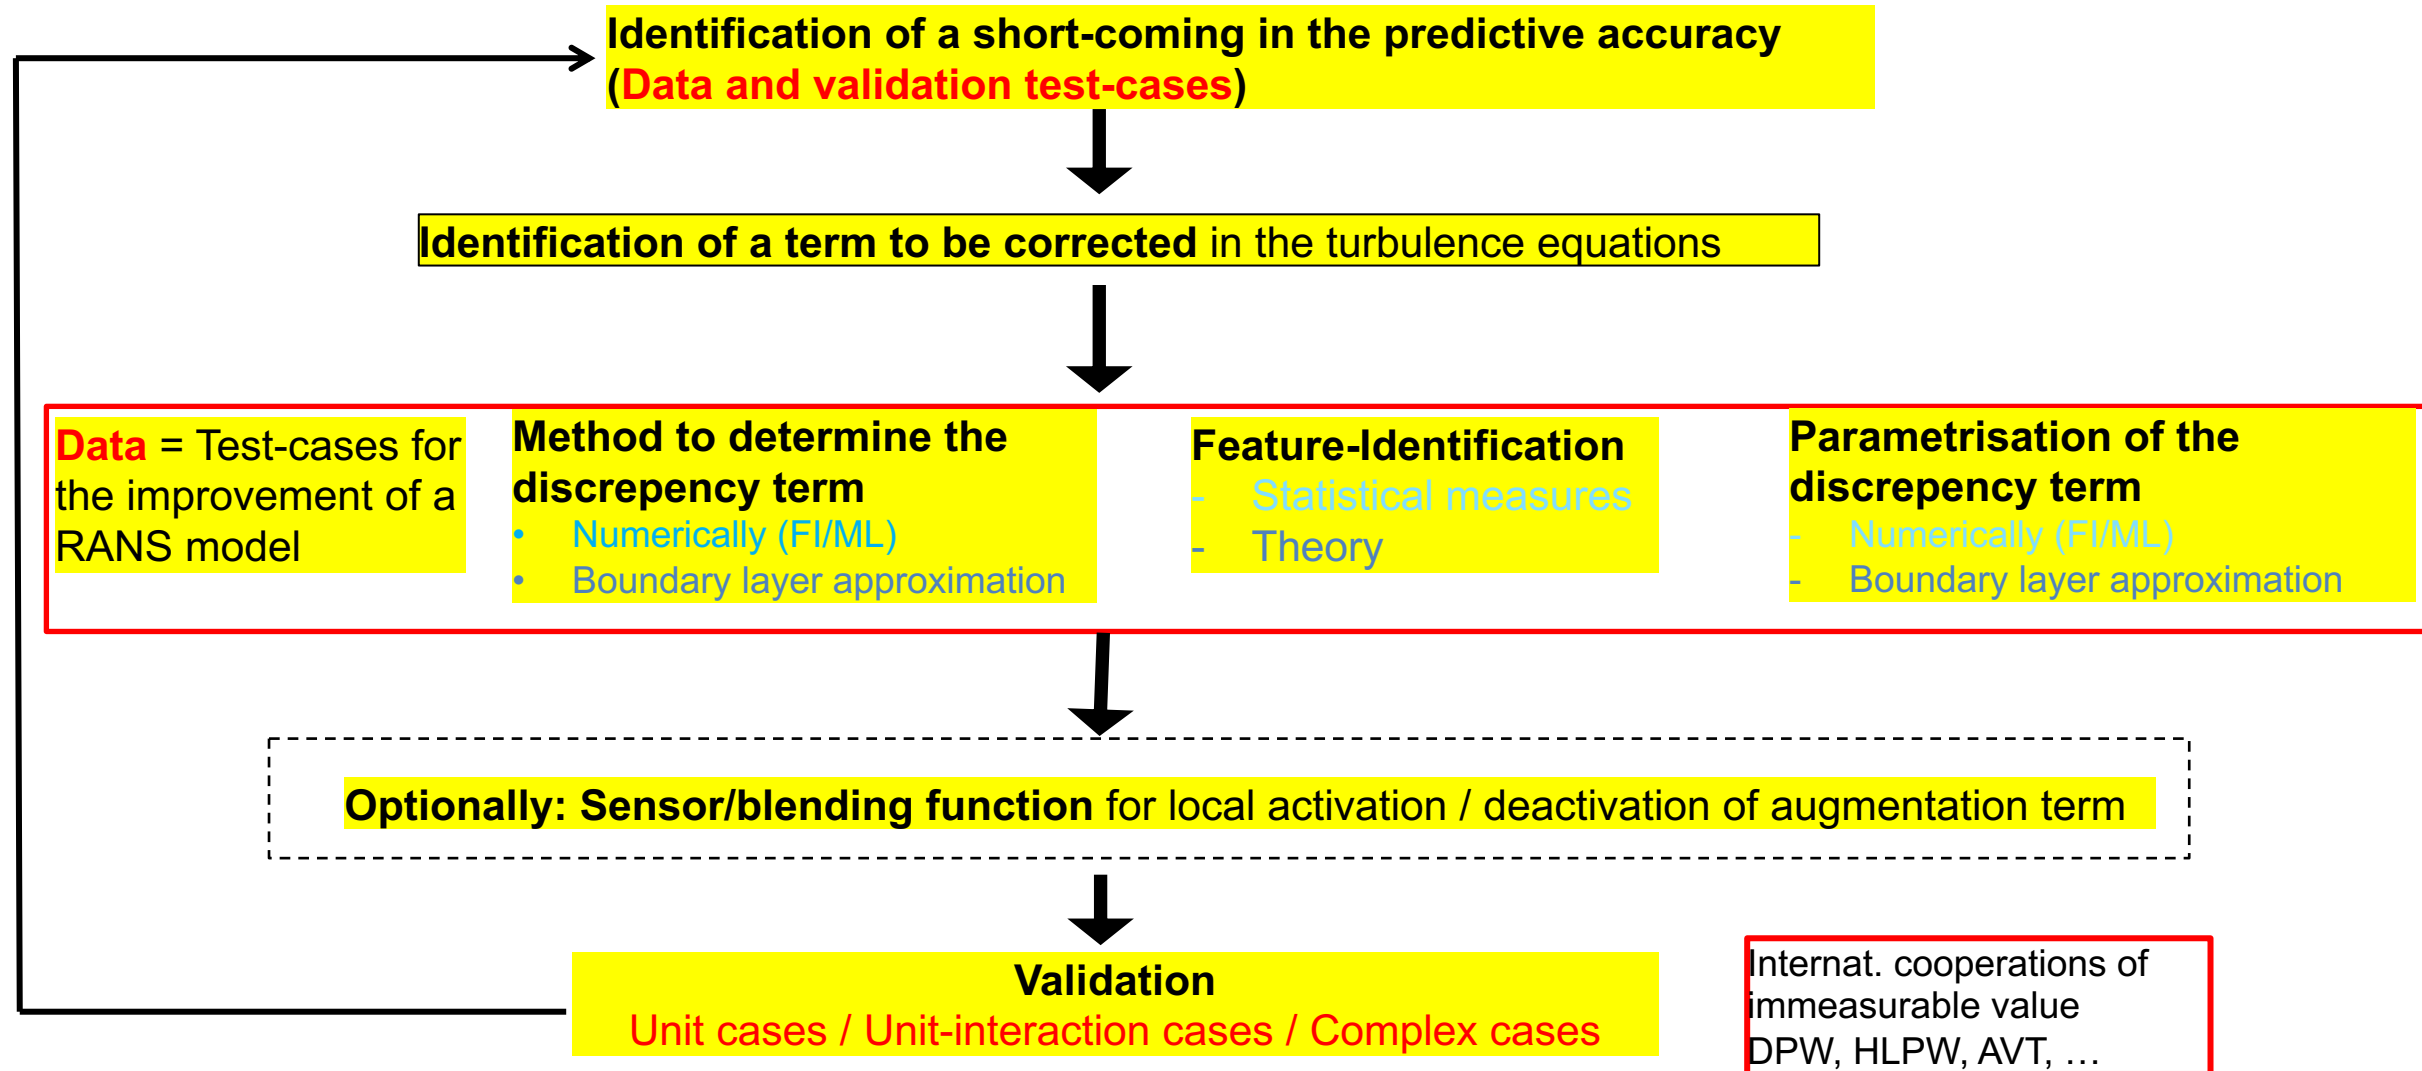 Identification of a short-coming in the predictive accuracy
(Data and validation test-cases)
Identification of a term to be corrected in the turbulence equations
Data = Test-cases for
the improvement of a
RANS model
Method to determine the
discrepency term
• Numerically (FI/ML)
• Boundary layer approximation
Feature-Identification
- Statistical measures
- Theory
Parametrisation of the
discrepency term
- Numerically (FI/ML)
- Boundary layer approximation
Optionally: Sensor/blending function for local activation / deactivation of augmentation term
Validation
Unit cases / Unit-interaction cases / Complex cases
Internat. cooperations of
immeasurable value
DPW, HLPW, AVT, …